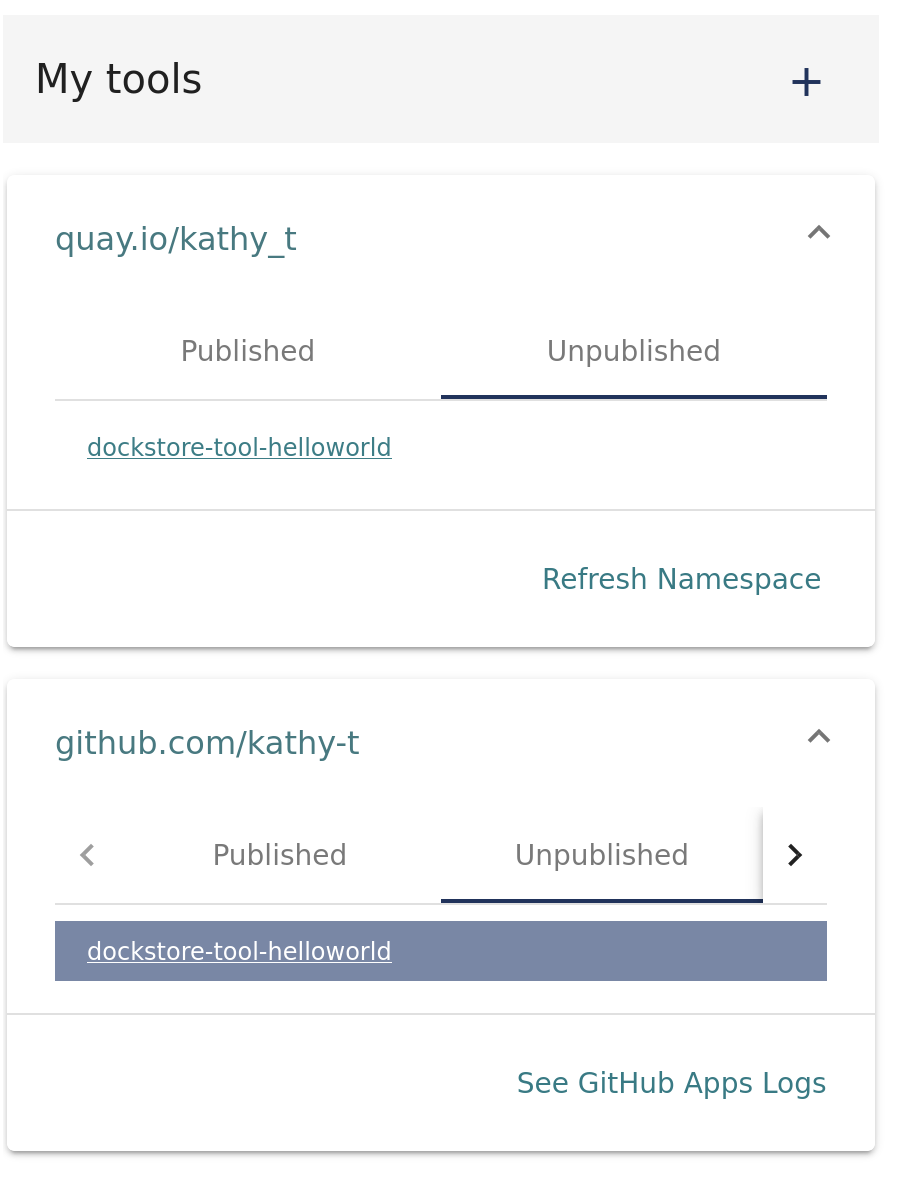 My tools
quay.io/kathy_t
Published Unpublished
dockstore-tool-helloworld
Refresh Namespace
github.com/kathy-t
Published Unpublished
dockstore-tool-helloworld
See GitHub Apps Logs